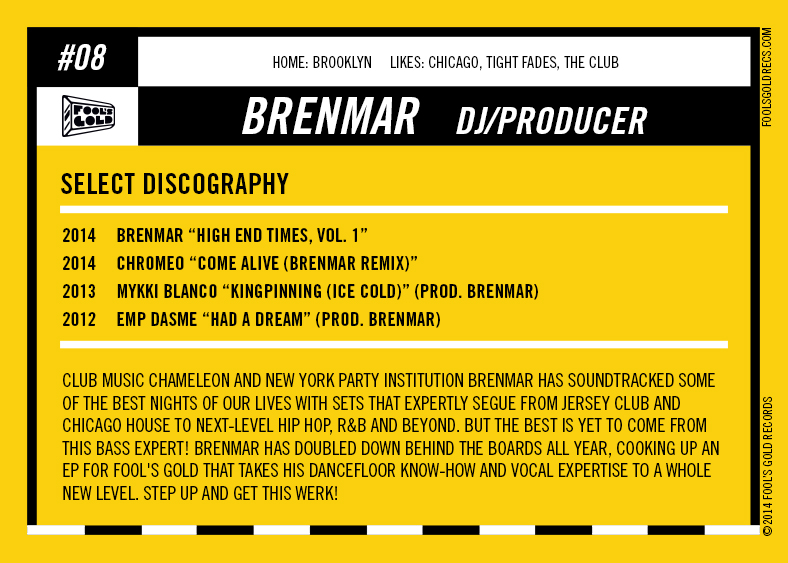 #08
HOME: BROOKLYN LIKES: CHICAGO, TIGHT FADES, THE CLUB
FOOL'S GOLD
BRENMAR DJ/PRODUCER
SELECT DISCOGRAPHY
2014 BRENMAR “HIGH END TIMES, VOL. 1”
2014 CHROMEO “COME ALIVE (BRENMAR REMIX)”
2013 MYKKI BLANCO “KINGPINNING (ICE COLD)” (PROD. BRENMAR)
2012 EMP DASME “HAD A DREAM” (PROD. BRENMAR)
CLUB MUSIC CHAMELEON AND NEW YORK PARTY INSTITUTION BRENMAR HAS SOUNDTRACKED SOME
OF THE BEST NIGHTS OF OUR LIVES WITH SETS THAT EXPERTLY SEGUE FROM JERSEY CLUB AND
CHICAGO HOUSE TO NEXT-LEVEL HIP HOP, R&B AND BEYOND. BUT THE BEST IS YET TO COME FROM
THIS BASS EXPERT! BRENMAR HAS DOUBLED DOWN BEHIND THE BOARDS ALL YEAR, COOKING UP AN
EP FOR FOOL'S GOLD THAT TAKES HIS DANCEFLOOR KNOW-HOW AND VOCAL EXPERTISE TO A WHOLE
NEW LEVEL. STEP UP AND GET THIS WERK!
FOOLSGOLDRECS.COM
©2014 FOOL'S GOLD RECORDS